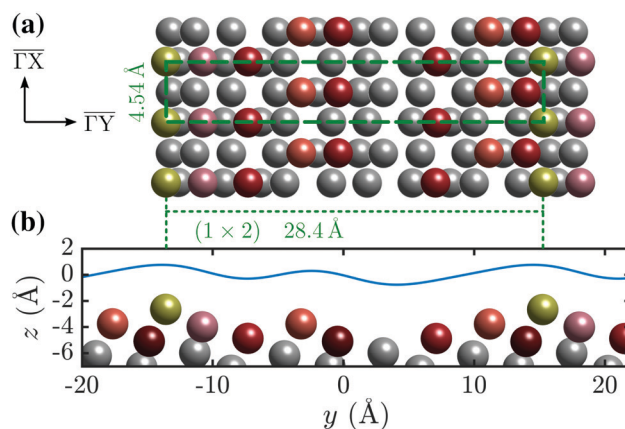 (a)
ΓX
ΓY
4.54 Å
(b)
(1 × 2) 28.4 Å
2
0
-2
-4
-6
z (Å)
-20 -10 0 10 20
y (Å)